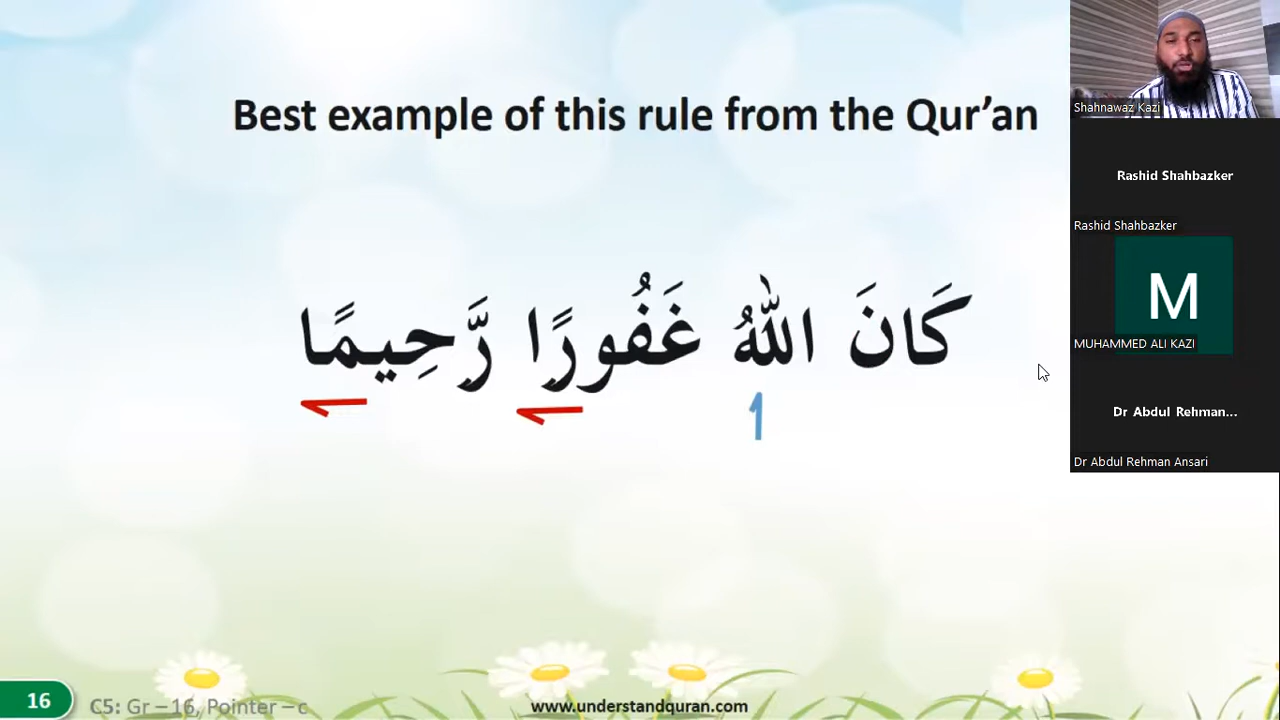 Best example of this rule from the Qur’an
كَانَ اللّٰهُ غَفُورًا رَّحِيمًا
1
16
C5: Gr – 16, Pointer – c
www.understandquran.com
Shahnawaz Kazi
Rashid Shahbazker
Rashid Shahbazker
M
MUHAMMED ALI KAZI
Dr Abdul Rehman...
Dr Abdul Rehman Ansari